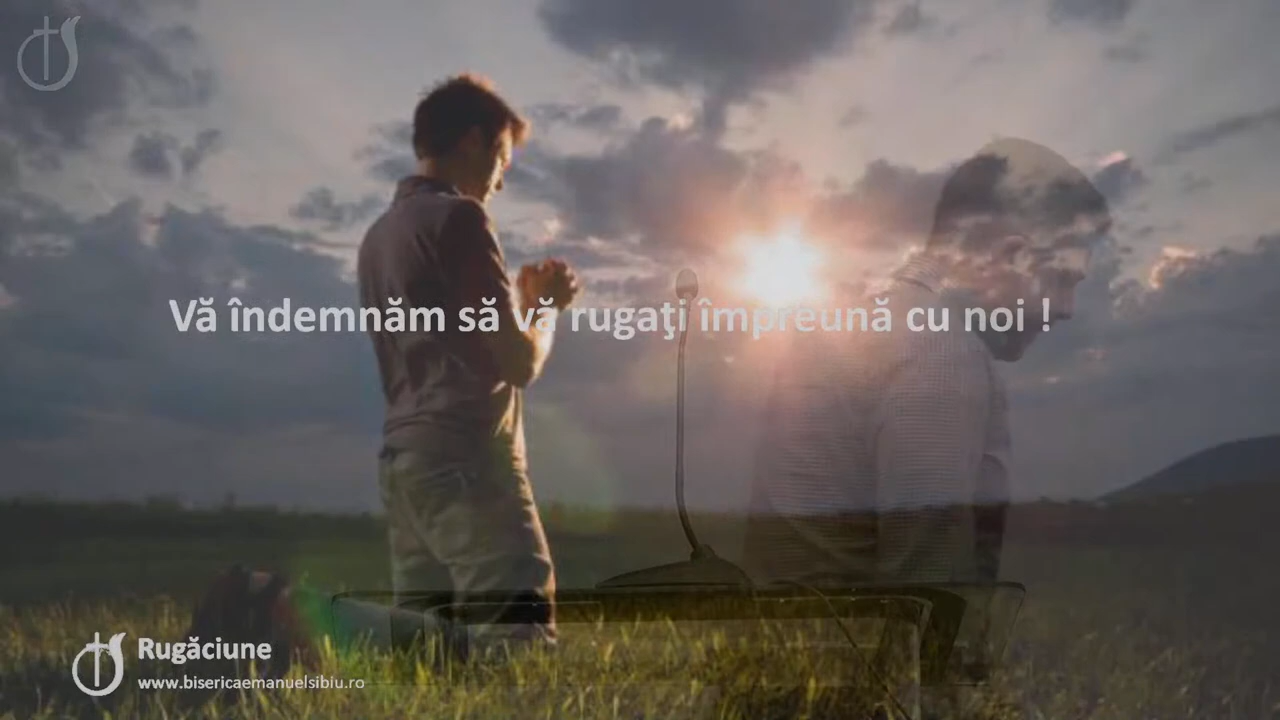 Vă îndemnăm să vă rugaţi împreună cu noi !
Rugăciune
www.bisericaemanuelsibiu.ro